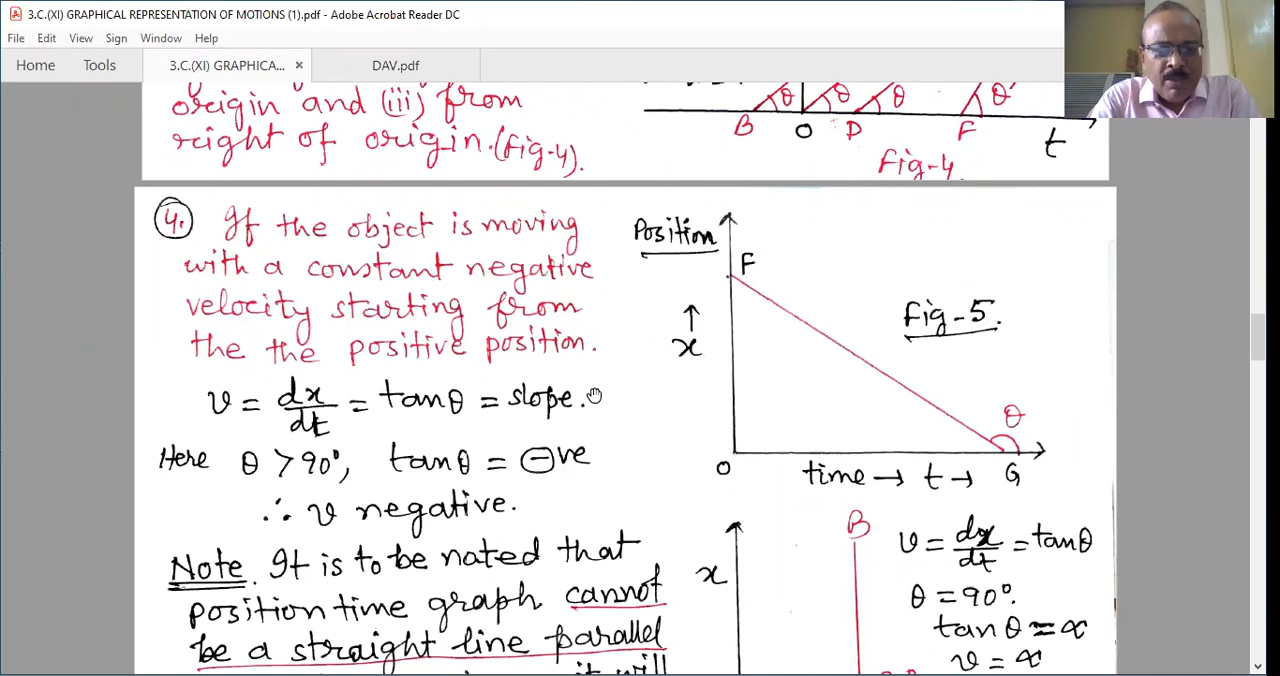 3.C.(XI) GRAPHICAL REPRESENTATION OF MOTIONS (1).pdf - Adobe Acrobat Reader DC
File Edit View Sign Window Help
Home Tools 3.C.(XI) GRAPHICA... × DAV.pdf
origin and (iii) from
right of origin. (fig-4).
θ θ θ θ'
B O D F t
Fig-4
4. If the object is moving
with a constant negative
velocity starting from
the the positive position.
v = dx/dt = tanθ = slope.
Here θ > 90°, tanθ = ⊖ve
∴ v negative.
Note. It is to be nated that
position time graph cannot
be a straight line parallel
it will
Position
F
Fig-5.
↑
x
θ
O time → t → G
B
x
v = dx/dt = tanθ
θ = 90°.
tanθ = ∝
v = ∝